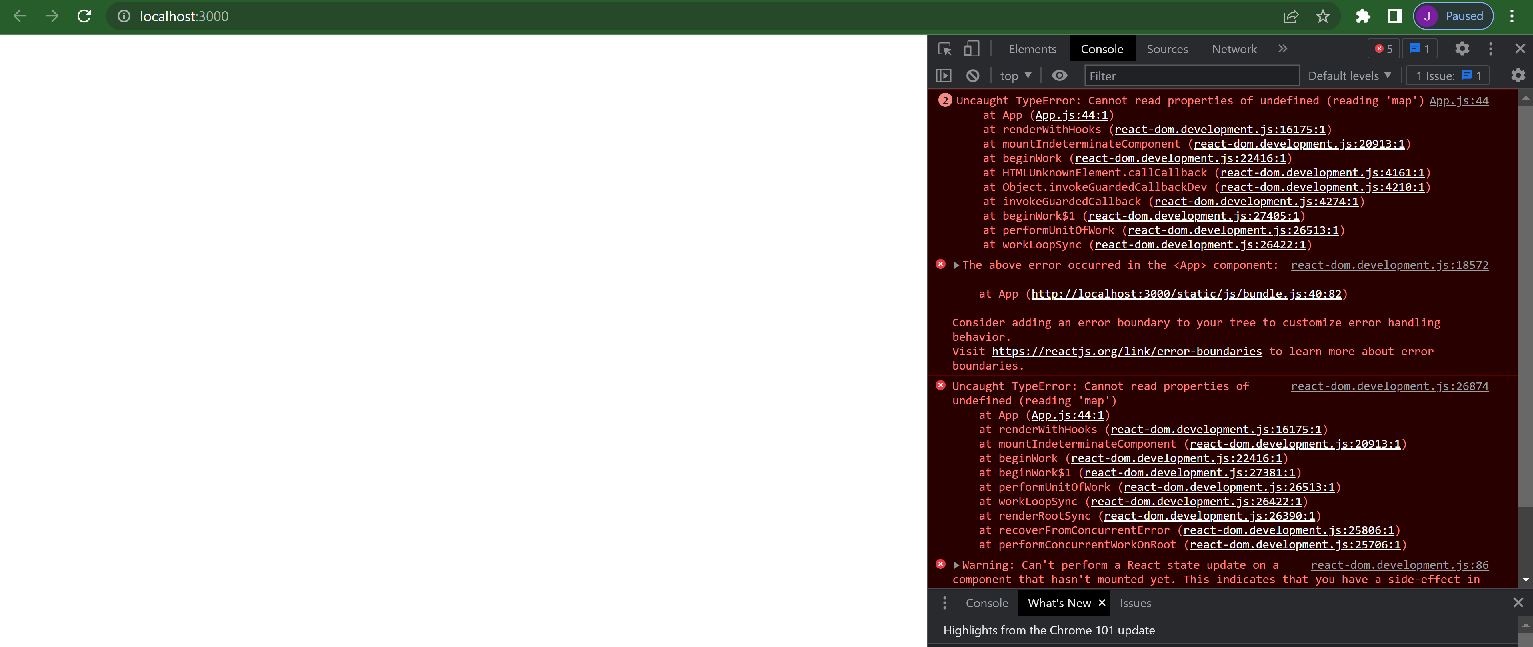 localhost:3000
J Paused
Elements Console Sources Network » 5 1
top Filter Default levels 1 Issue: 1
2 Uncaught TypeError: Cannot read properties of undefined (reading 'map') App.js:44
at App (App.js:44:1)
at renderWithHooks (react-dom.development.js:16175:1)
at mountIndeterminateComponent (react-dom.development.js:20913:1)
at beginWork (react-dom.development.js:22416:1)
at HTMLUnknownElement.callCallback (react-dom.development.js:4161:1)
at Object.invokeGuardedCallbackDev (react-dom.development.js:4210:1)
at invokeGuardedCallback (react-dom.development.js:4274:1)
at beginWork$1 (react-dom.development.js:27405:1)
at performUnitOfWork (react-dom.development.js:26513:1)
at workLoopSync (react-dom.development.js:26422:1)
The above error occurred in the <App> component: react-dom.development.js:18572
at App (http://localhost:3000/static/js/bundle.js:40:82)
Consider adding an error boundary to your tree to customize error handling
behavior.
Visit https://reactjs.org/link/error-boundaries to learn more about error
boundaries.
Uncaught TypeError: Cannot read properties of react-dom.development.js:26874
undefined (reading 'map')
at App (App.js:44:1)
at renderWithHooks (react-dom.development.js:16175:1)
at mountIndeterminateComponent (react-dom.development.js:20913:1)
at beginWork (react-dom.development.js:22416:1)
at beginWork$1 (react-dom.development.js:27381:1)
at performUnitOfWork (react-dom.development.js:26513:1)
at workLoopSync (react-dom.development.js:26422:1)
at renderRootSync (react-dom.development.js:26390:1)
at recoverFromConcurrentError (react-dom.development.js:25806:1)
at performConcurrentWorkOnRoot (react-dom.development.js:25706:1)
Warning: Can't perform a React state update on a react-dom.development.js:86
component that hasn't mounted yet. This indicates that you have a side-effect in
Console What's New Issues
Highlights from the Chrome 101 update